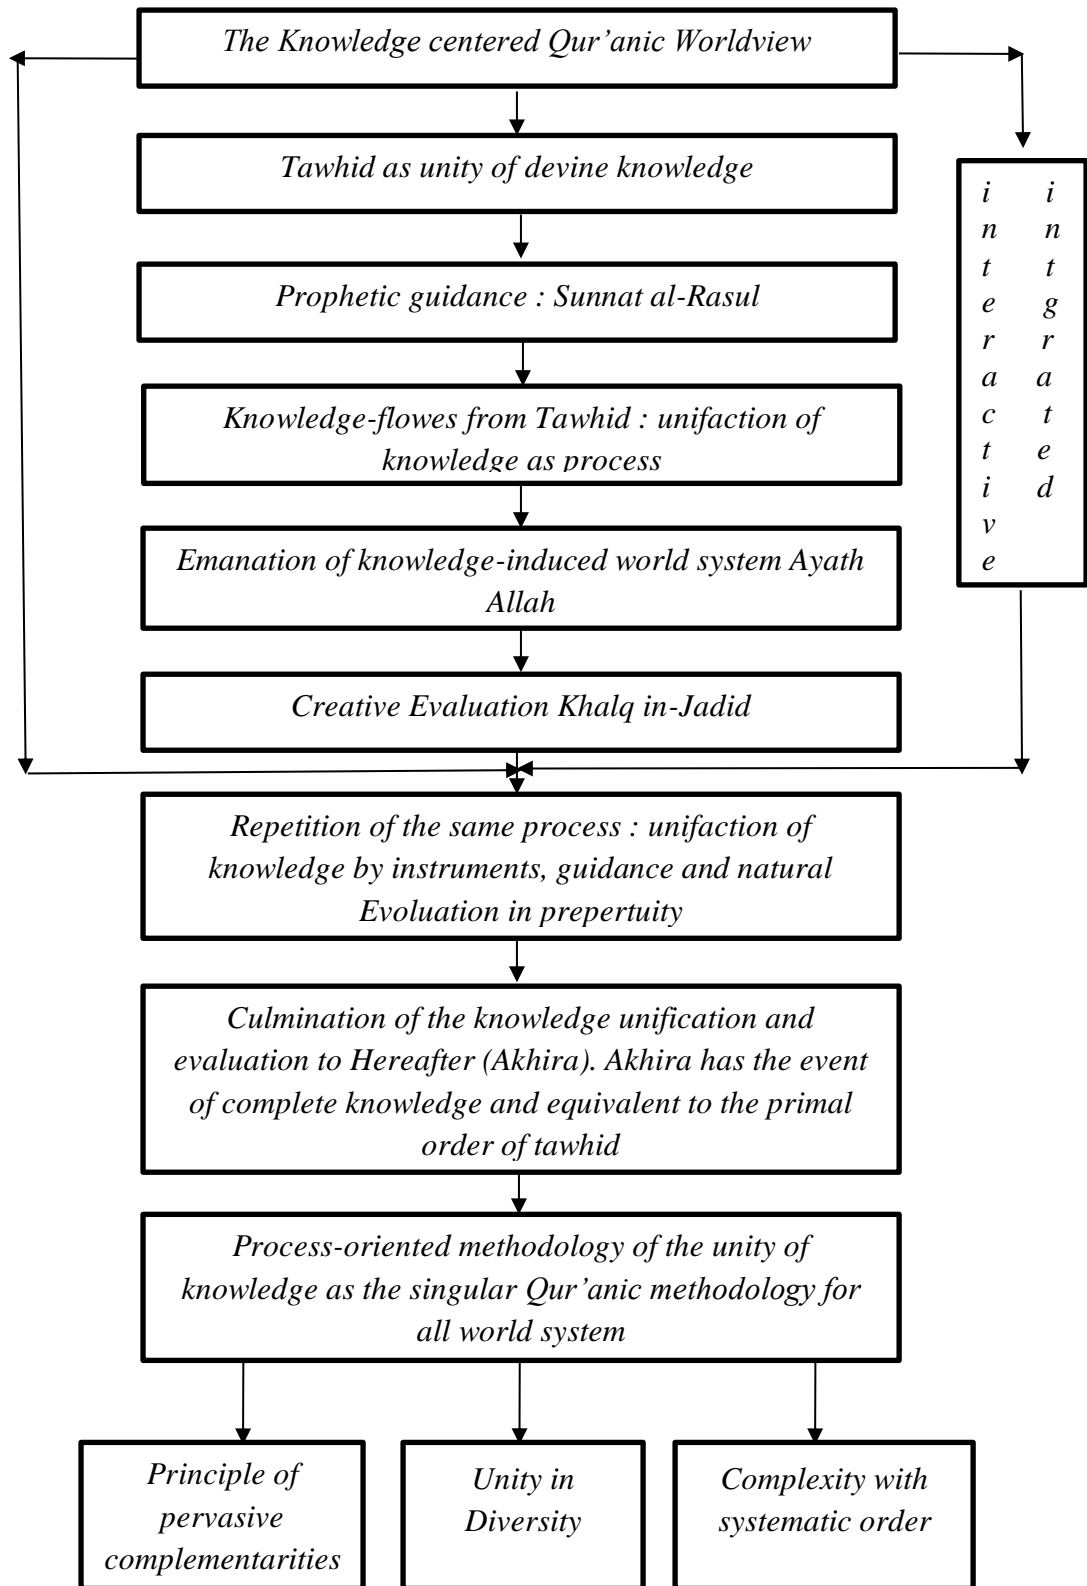 The Knowledge centered Qur’anic Worldview
Tawhid as unity of devine knowledge
Prophetic guidance : Sunnat al-Rasul
Knowledge-flowes from Tawhid : unifaction of
knowledge as process
Emanation of knowledge-induced world system Ayath
Allah
Creative Evaluation Khalq in-Jadid
interactive
intgrated
Repetition of the same process : unifaction of
knowledge by instruments, guidance and natural
Evoluation in prepertuity
Culmination of the knowledge unification and
evaluation to Hereafter (Akhira). Akhira has the event
of complete knowledge and equivalent to the primal
order of tawhid
Process-oriented methodology of the unity of
knowledge as the singular Qur’anic methodology for
all world system
Principle of
pervasive
complementarities
Unity in
Diversity
Complexity with
systematic order